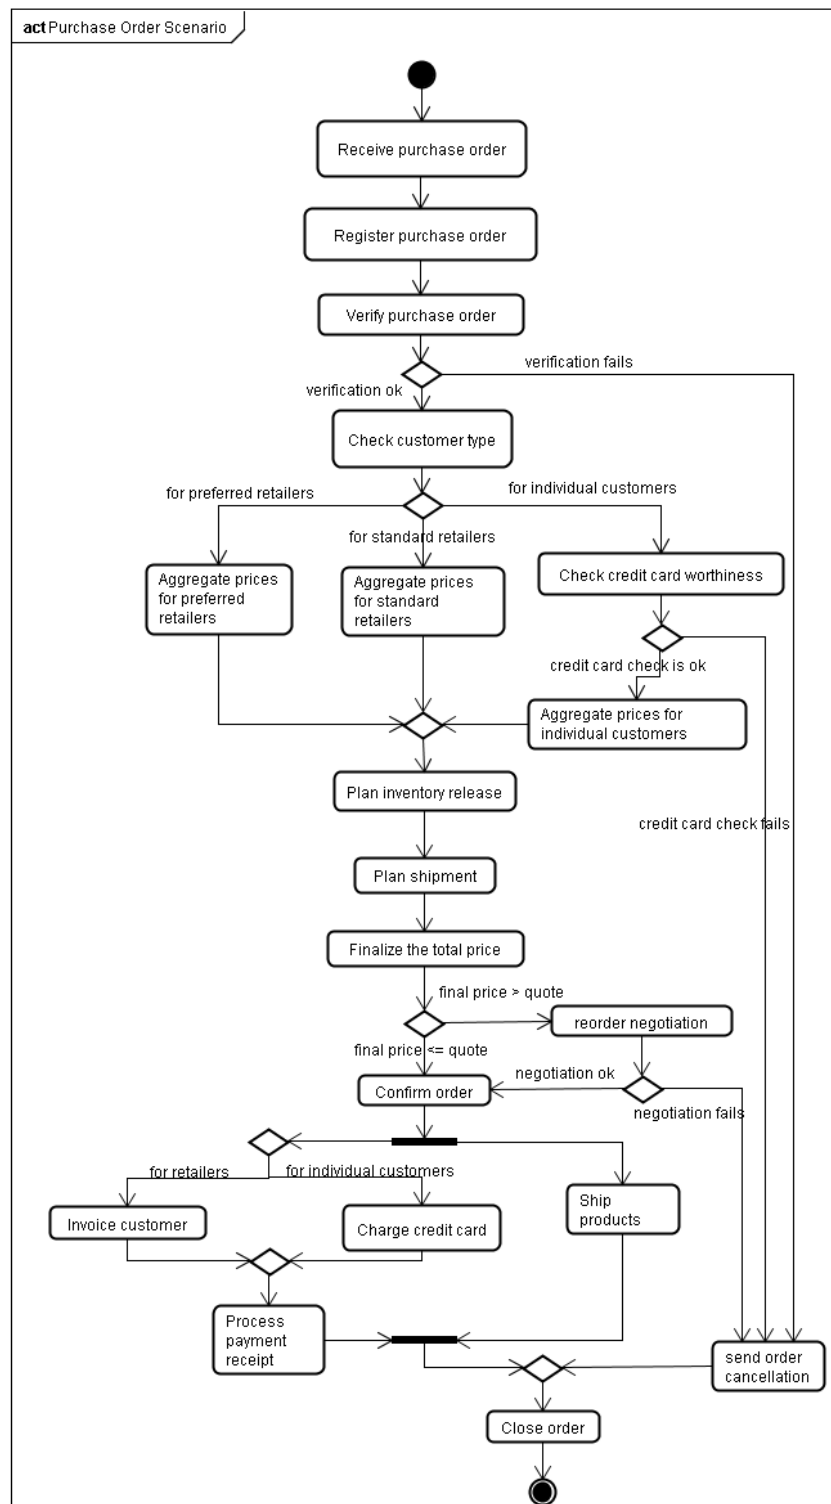 act Purchase Order Scenario
Receive purchase order
Register purchase order
Verify purchase order
verification fails
verification ok
Check customer type
for preferred retailers
for individual customers
for standard retailers
Aggregate prices
for preferred
retailers
Aggregate prices
for standard
retailers
Check credit card worthiness
credit card check is ok
Aggregate prices for
individual customers
Plan inventory release
credit card check fails
Plan shipment
Finalize the total price
final price > quote
reorder negotiation
final price <= quote
negotiation ok
Confirm order
negotiation fails
for retailers
for individual customers
Invoice customer
Charge credit card
Ship
products
Process
payment
receipt
send order
cancellation
Close order